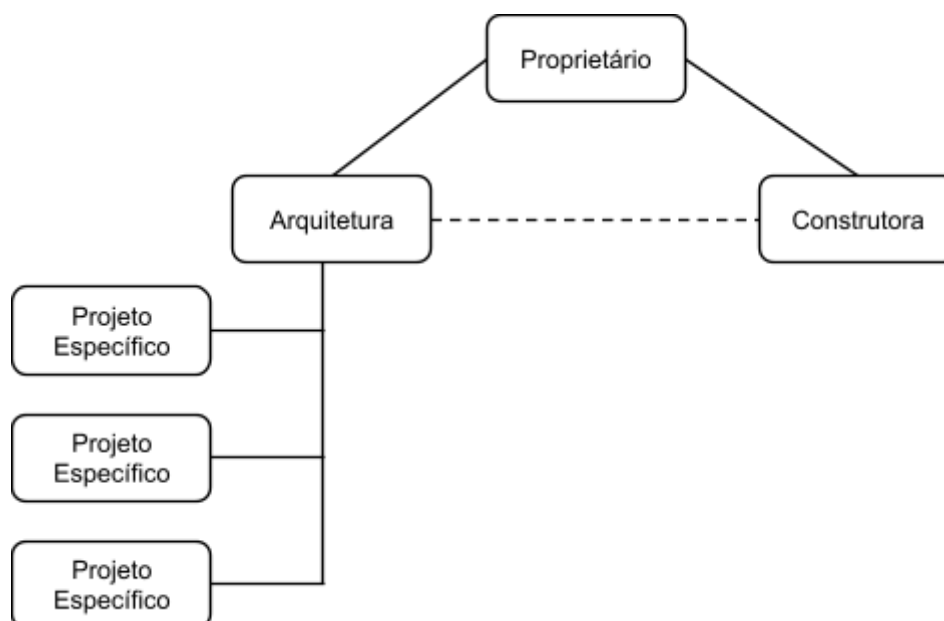 Proprietário
Arquitetura
Construtora
Projeto
Específico
Projeto
Específico
Projeto
Específico